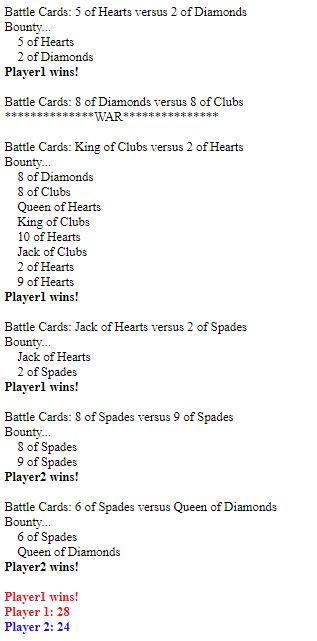 Battle Cards: 5 of Hearts versus 2 of Diamonds
Bounty...
5 of Hearts
2 of Diamonds
Player1 wins!
Battle Cards: 8 of Diamonds versus 8 of Clubs
**************WAR***************
Battle Cards: King of Clubs versus 2 of Hearts
Bounty...
8 of Diamonds
8 of Clubs
Queen of Hearts
King of Clubs
10 of Hearts
Jack of Clubs
2 of Hearts
9 of Hearts
Player1 wins!
Battle Cards: Jack of Hearts versus 2 of Spades
Bounty...
Jack of Hearts
2 of Spades
Player1 wins!
Battle Cards: 8 of Spades versus 9 of Spades
Bounty...
8 of Spades
9 of Spades
Player2 wins!
Battle Cards: 6 of Spades versus Queen of Diamonds
Bounty...
6 of Spades
Queen of Diamonds
Player2 wins!
Player1 wins!
Player 1: 28
Player 2: 24